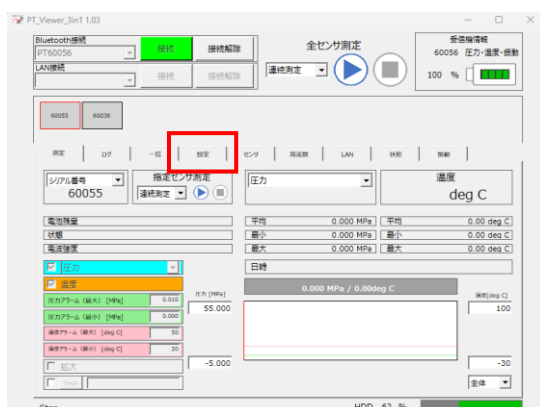 PT_Viewer_3in1 1.03
Bluetooth接続
PT60056
接続
接続解除
LAN接続
接続
接続解除
全センサ測定
連続測定
受信機情報
60056 圧力・温度・振動
100 %
60055
60038
測定
ログ
一覧
設定
センサ
周波数
LAN
状態
振動
シリアル番号
60055
指定センサ測定
連続測定
圧力
温度
deg C
電池残量
状態
電波強度
平均 0.000 MPa
最小 0.000 MPa
最大 0.000 MPa
平均 0.00 deg C
最小 0.00 deg C
最大 0.00 deg C
圧力
温度
圧力アラーム (最大) [MPa] 0.010
圧力アラーム (最小) [MPa] 0.000
温度アラーム (最大) [deg C] 50
温度アラーム (最小) [deg C] 20
拡大
日時
0.000 MPa / 0.00deg C
圧力 [MPa]
55.000
-5.000
温度[deg C]
100
-30
全体
Stop
HDD 62 %